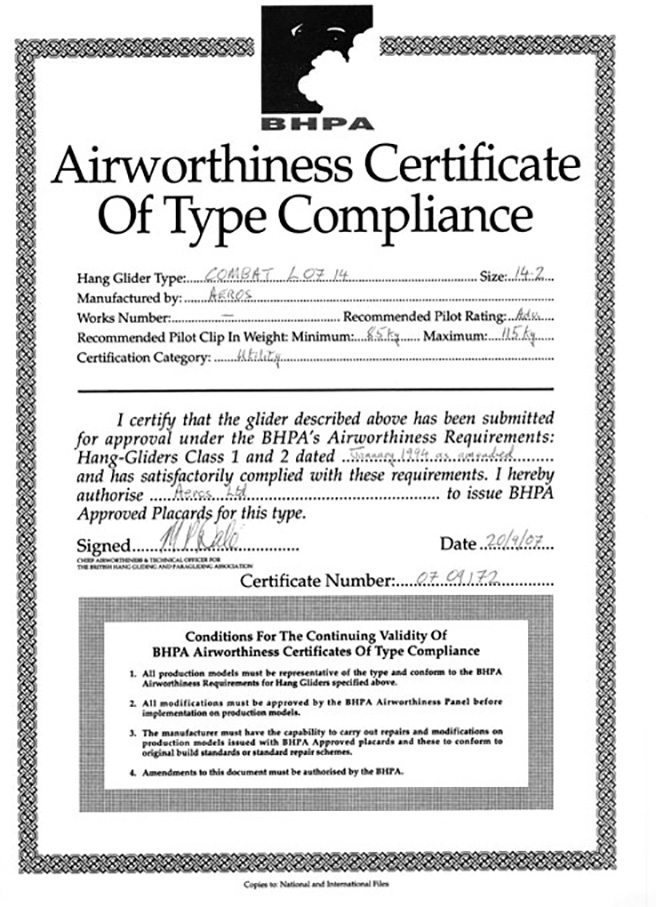 BHPA
Airworthiness Certificate
Of Type Compliance
Hang Glider Type:......COMBAT L 07 14......Size:..14.2...
Manufactured by:......AEROS......
Works Number:......–......Recommended Pilot Rating:..Adv...
Recommended Pilot Clip In Weight: Minimum:....85kg...... Maximum:....115kg....
Certification Category: ......Utility......
I certify that the glider described above has been submitted
for approval under the BHPA's Airworthiness Requirements:
Hang-Gliders Class 1 and 2 dated ..January 1994 as amended......
and has satisfactorily complied with these requirements. I hereby
authorise ......Aeros Ltd...... to issue BHPA
Approved Placards for this type.
Signed......
Date ..20/9/07...
CHIEF AIRWORTHINESS & TECHNICAL OFFICER FOR
THE BRITISH HANG GLIDING AND PARAGLIDING ASSOCIATION
Certificate Number:......07 09172......
Conditions For The Continuing Validity Of
BHPA Airworthiness Certificates Of Type Compliance
1. All production models must be representative of the type and conform to the BHPA
Airworthiness Requirements for Hang Gliders specified above.
2. All modifications must be approved by the BHPA Airworthiness Panel before
implementation on production models.
3. The manufacturer must have the capability to carry out repairs and modifications on
production models issued with BHPA Approved placards and these to conform to
original build standards or standard repair schemes.
4. Amendments to this document must be authorised by the BHPA.
Copies to: National and International Files